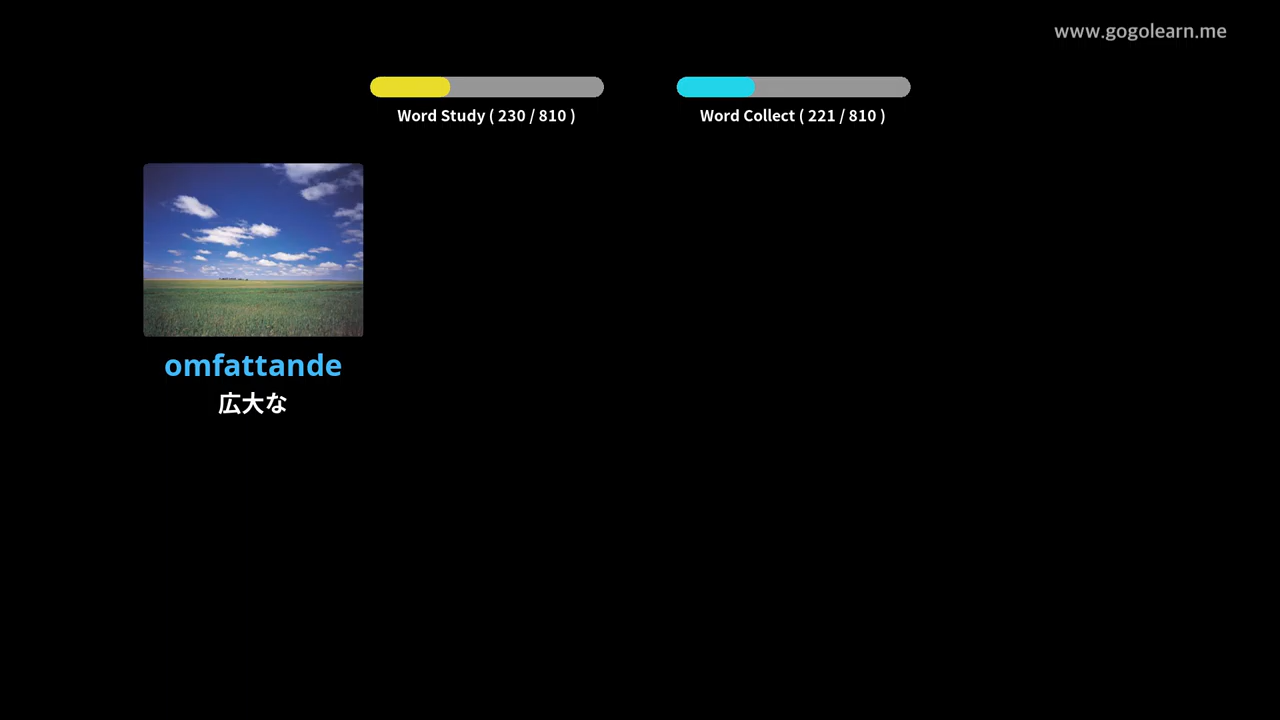 www.gogolearn.me
Word Study ( 230 / 810 )
Word Collect ( 221 / 810 )
omfattande
広大な